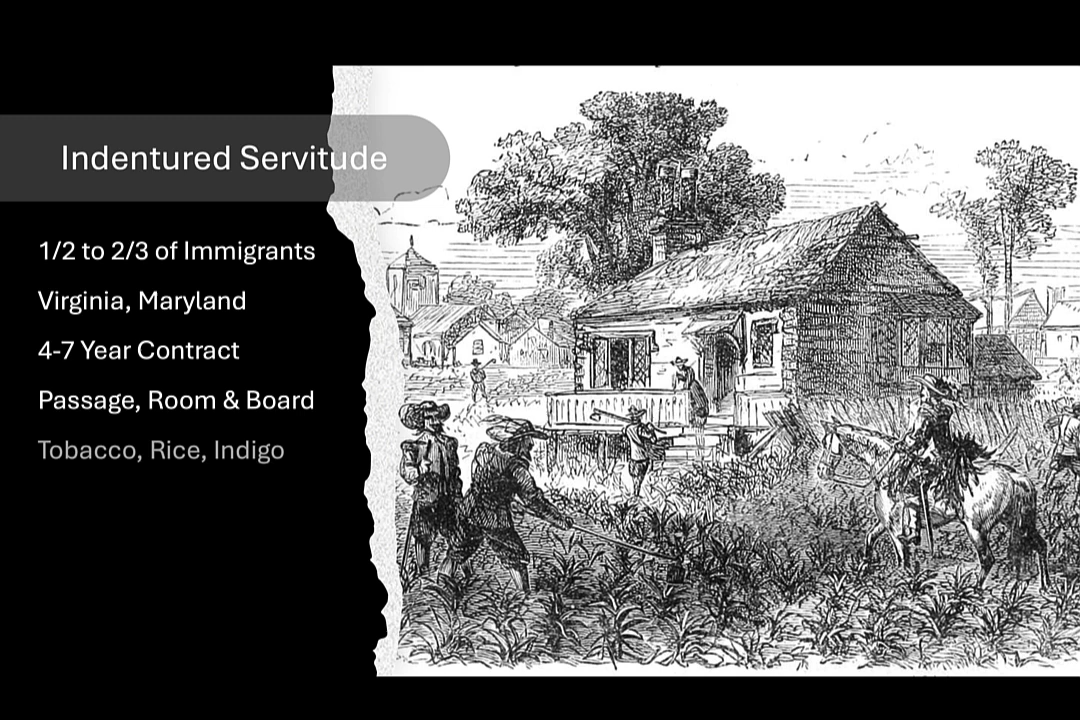 Indentured Servitude
1/2 to 2/3 of Immigrants
Virginia, Maryland
4-7 Year Contract
Passage, Room & Board
Tobacco, Rice, Indigo